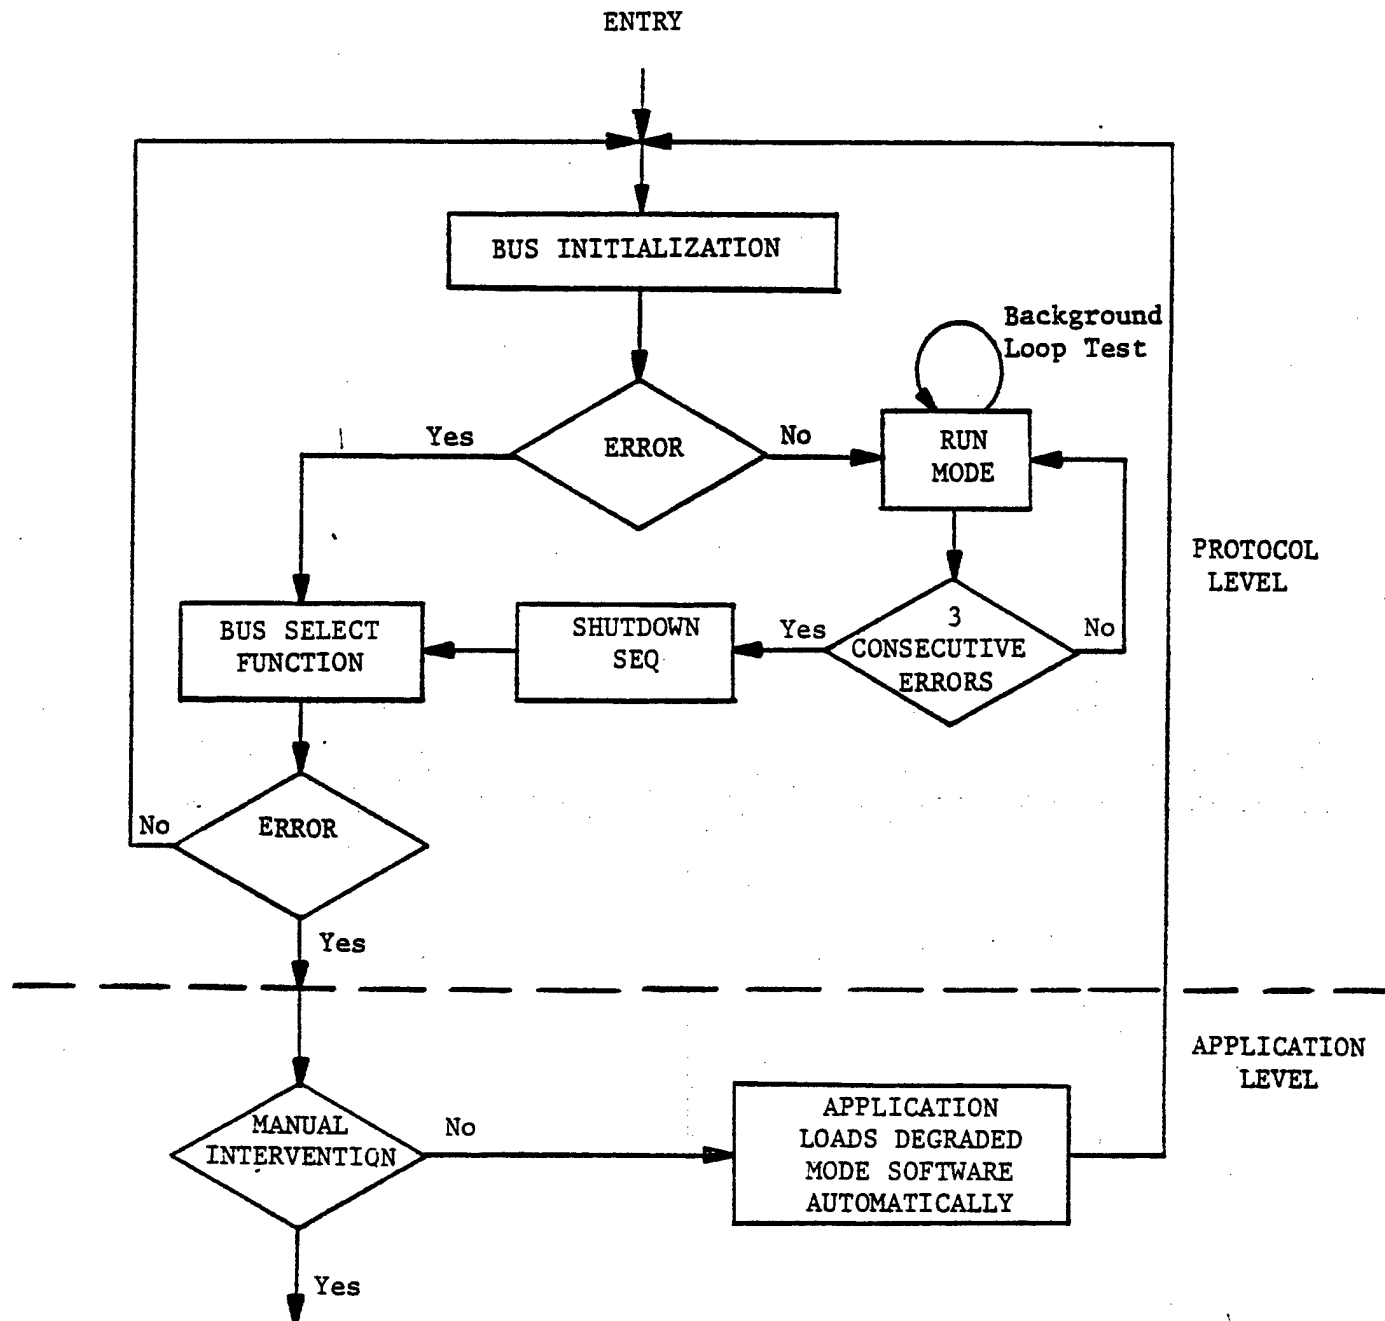 ENTRY
BUS INITIALIZATION
Background
Loop Test
Yes
ERROR
No
RUN
MODE
PROTOCOL
LEVEL
BUS SELECT
FUNCTION
SHUTDOWN
SEQ
Yes
3
CONSECUTIVE
ERRORS
No
No
ERROR
Yes
APPLICATION
LEVEL
MANUAL
INTERVENTION
No
APPLICATION
LOADS DEGRADED
MODE SOFTWARE
AUTOMATICALLY
Yes